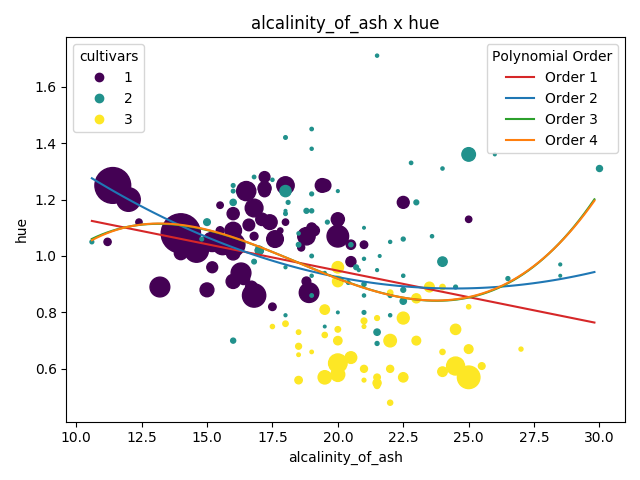 alcalinity_of_ash x hue
cultivars
1
2
3
Polynomial Order
Order 1
Order 2
Order 3
Order 4
hue
1.6
1.4
1.2
1.0
0.8
0.6
10.0 12.5 15.0 17.5 20.0 22.5 25.0 27.5 30.0
alcalinity_of_ash